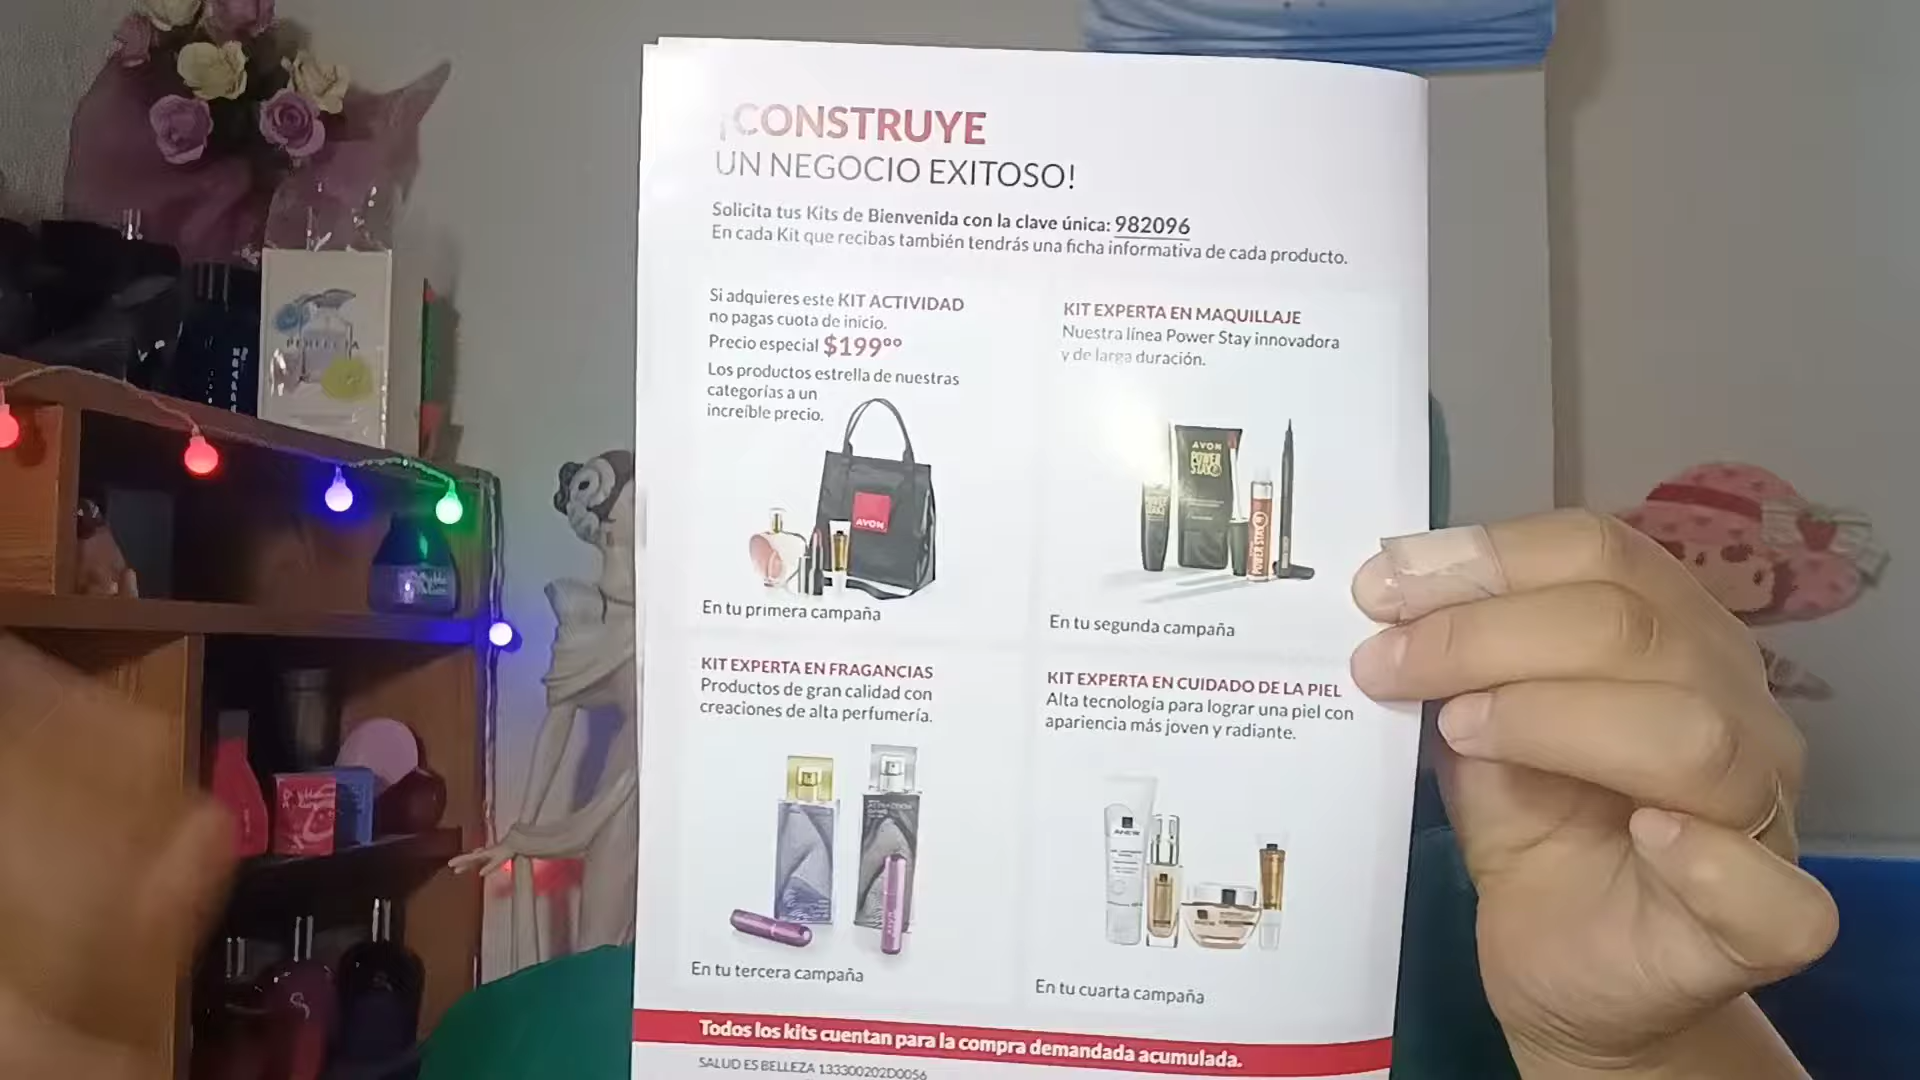 ¡CONSTRUYE
UN NEGOCIO EXITOSO!
Solicita tus Kits de Bienvenida con la clave única: 982096
En cada Kit que recibas también tendrás una ficha informativa de cada producto.
Si adquieres este KIT ACTIVIDAD
no pagas cuota de inicio.
Precio especial $199⁰⁰
Los productos estrella de nuestras
categorías a un
increíble precio.
AVON
En tu primera campaña
KIT EXPERTA EN MAQUILLAJE
Nuestra línea Power Stay innovadora
y de larga duración.
AVON
POWER
STAY
POWER STAY
En tu segunda campaña
KIT EXPERTA EN FRAGANCIAS
Productos de gran calidad con
creaciones de alta perfumería.
En tu tercera campaña
KIT EXPERTA EN CUIDADO DE LA PIEL
Alta tecnología para lograr una piel con
apariencia más joven y radiante.
ANEW
En tu cuarta campaña
Todos los kits cuentan para la compra demandada acumulada.
SALUD ES BELLEZA 133300202D0056